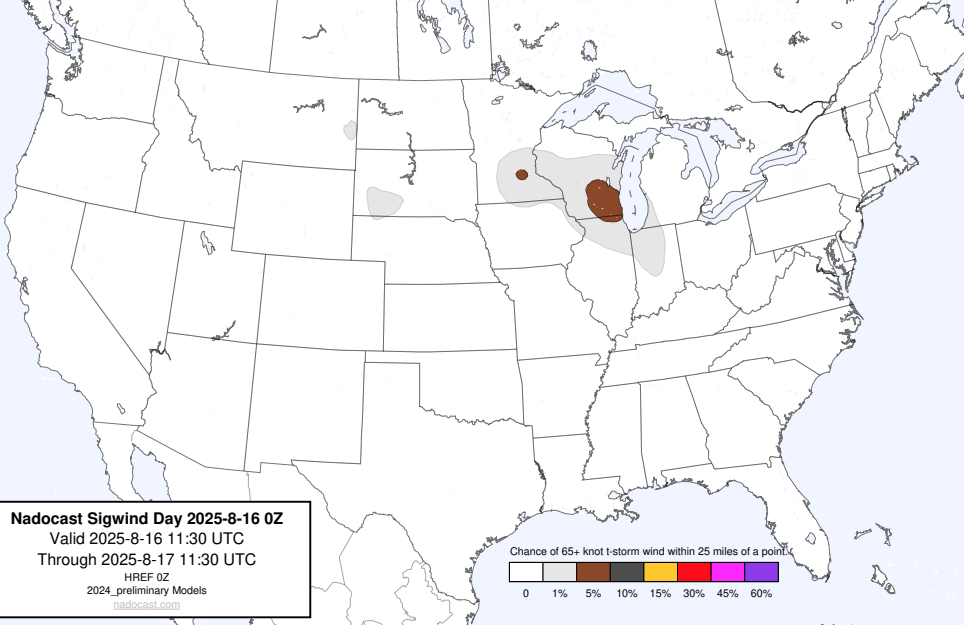 Nadocast Sigwind Day 2025-8-16 0Z
Valid 2025-8-16 11:30 UTC
Through 2025-8-17 11:30 UTC
HREF 0Z
2024_preliminary Models
nadocast.com
Chance of 65+ knot t-storm wind within 25 miles of a point.
0 1% 5% 10% 15% 30% 45% 60%